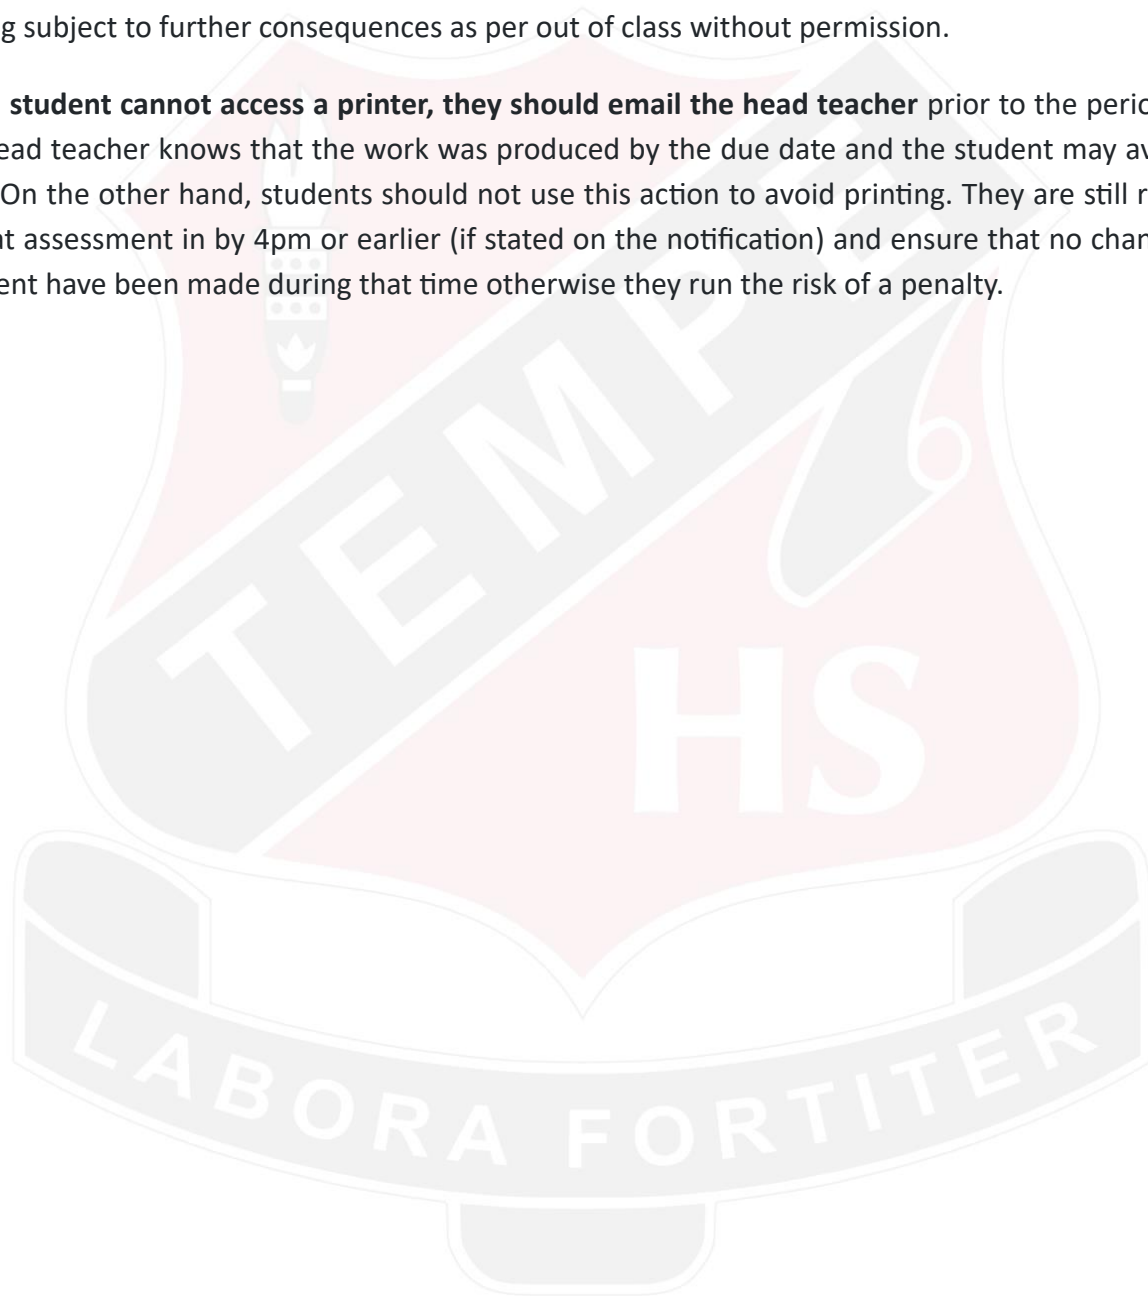 g subject to further consequences as per out of class without permission.
student cannot access a printer, they should email the head teacher prior to the perio
ead teacher knows that the work was produced by the due date and the student may av
On the other hand, students should not use this action to avoid printing. They are still r
t assessment in by 4pm or earlier (if stated on the notification) and ensure that no chan
ent have been made during that time otherwise they run the risk of a penalty.
TEMPE
HS
LABORA FORTITER